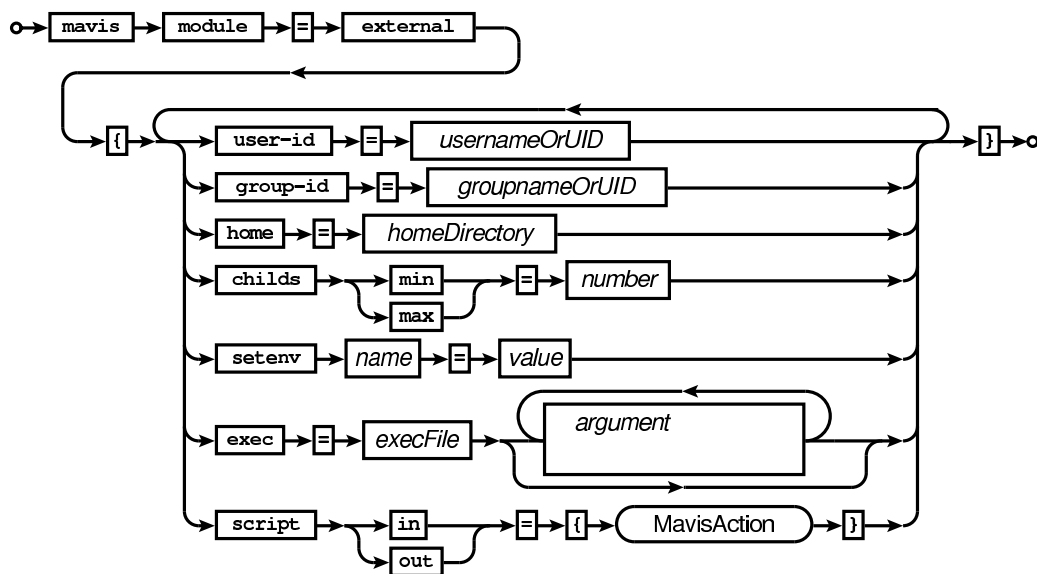 mavis module = external
{ user-id = usernameOrUID }
group-id = groupnameOrUID
home = homeDirectory
childs min = number
max
setenv name = value
exec = execFile argument
script in = { MavisAction }
out